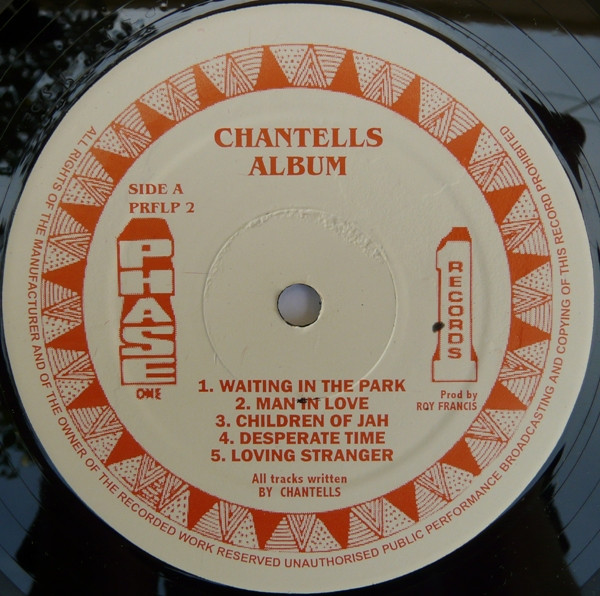 CHANTELLS
ALBUM
SIDE A
PRFLP 2
PHASE
ONE
RECORDS
Prod by
ROY FRANCIS
1. WAITING IN THE PARK
2. MAN IN LOVE
3. CHILDREN OF JAH
4. DESPERATE TIME
5. LOVING STRANGER
All tracks written
BY CHANTELLS
ALL RIGHTS OF THE MANUFACTURER AND OF THE OWNER OF THE RECORDED WORK RESERVED UNAUTHORISED PUBLIC PERFORMANCE BROADCASTING AND COPYING OF THIS RECORD PROHIBITED